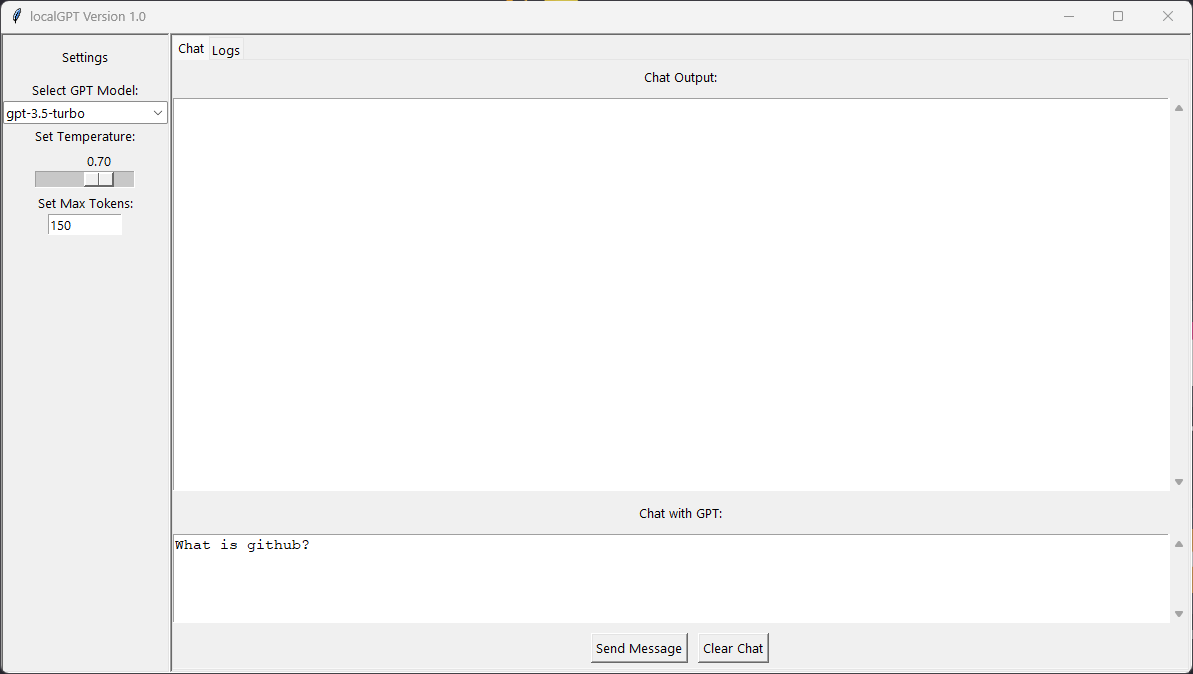 localGPT Version 1.0
Settings
Select GPT Model:
gpt-3.5-turbo
Set Temperature:
0.70
Set Max Tokens:
150
Chat Logs
Chat Output:
Chat with GPT:
What is github?
Send Message Clear Chat